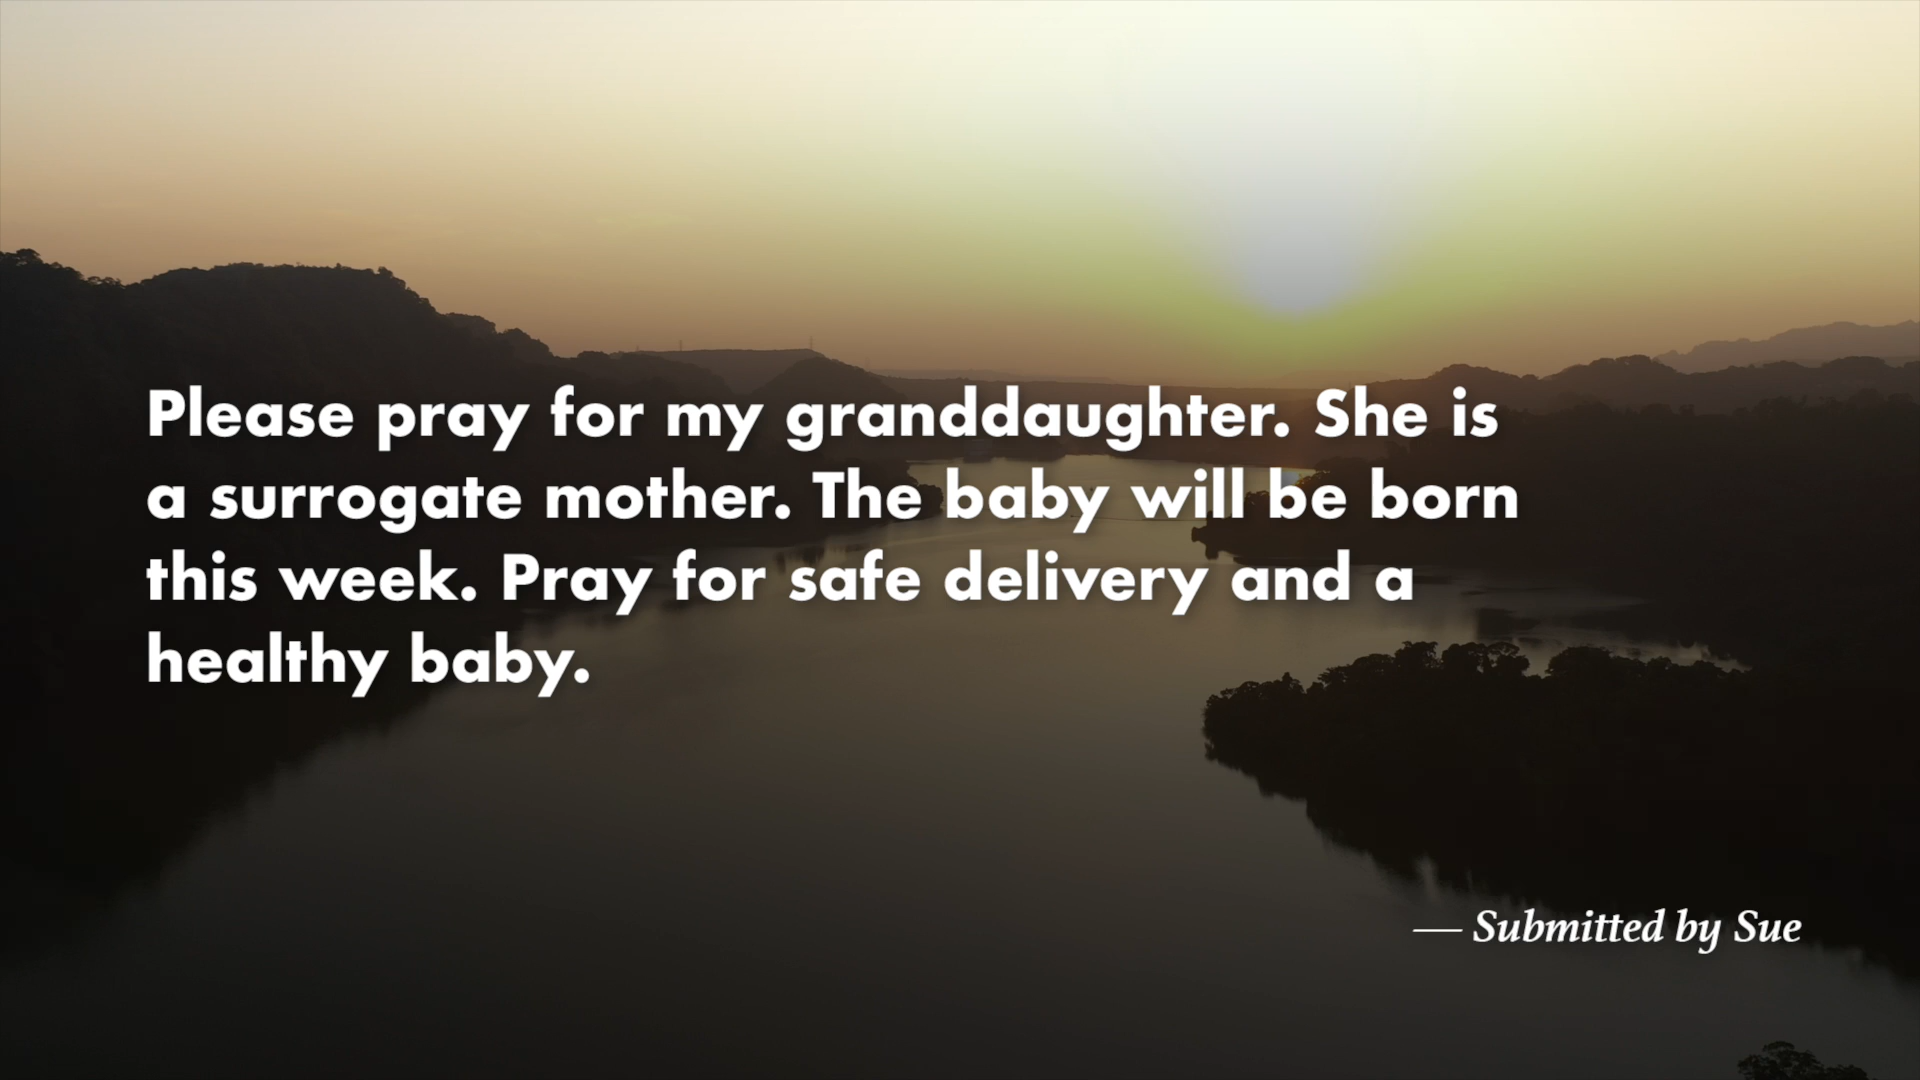 Please pray for my granddaughter. She is
a surrogate mother. The baby will be born
this week. Pray for safe delivery and a
healthy baby.
— Submitted by Sue